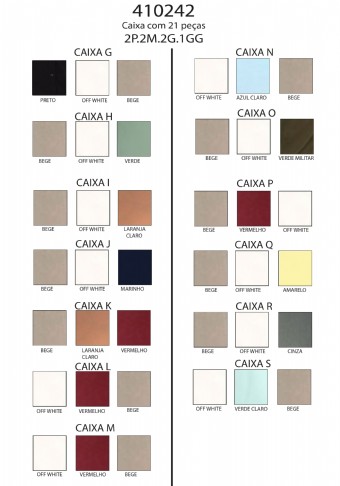 410242
Caixa com 21 peças
2P.2M.2G.1GG
CAIXA G
PRETO OFF WHITE BEGE
CAIXA H
BEGE OFF WHITE VERDE
CAIXA I
BEGE OFF WHITE LARANJA
CLARO
CAIXA J
BEGE OFF WHITE MARINHO
CAIXA K
BEGE LARANJA VERMELHO
CLARO
CAIXA L
OFF WHITE VERMELHO BEGE
CAIXA M
OFF WHITE VERMELHO BEGE
CAIXA N
OFF WHITE AZUL CLARO BEGE
CAIXA O
BEGE OFF WHITE VERDE MILITAR
CAIXA P
BEGE VERMELHO OFF WHITE
CAIXA Q
BEGE OFF WHITE AMARELO
CAIXA R
BEGE OFF WHITE CINZA
CAIXA S
OFF WHITE VERDE CLARO BEGE